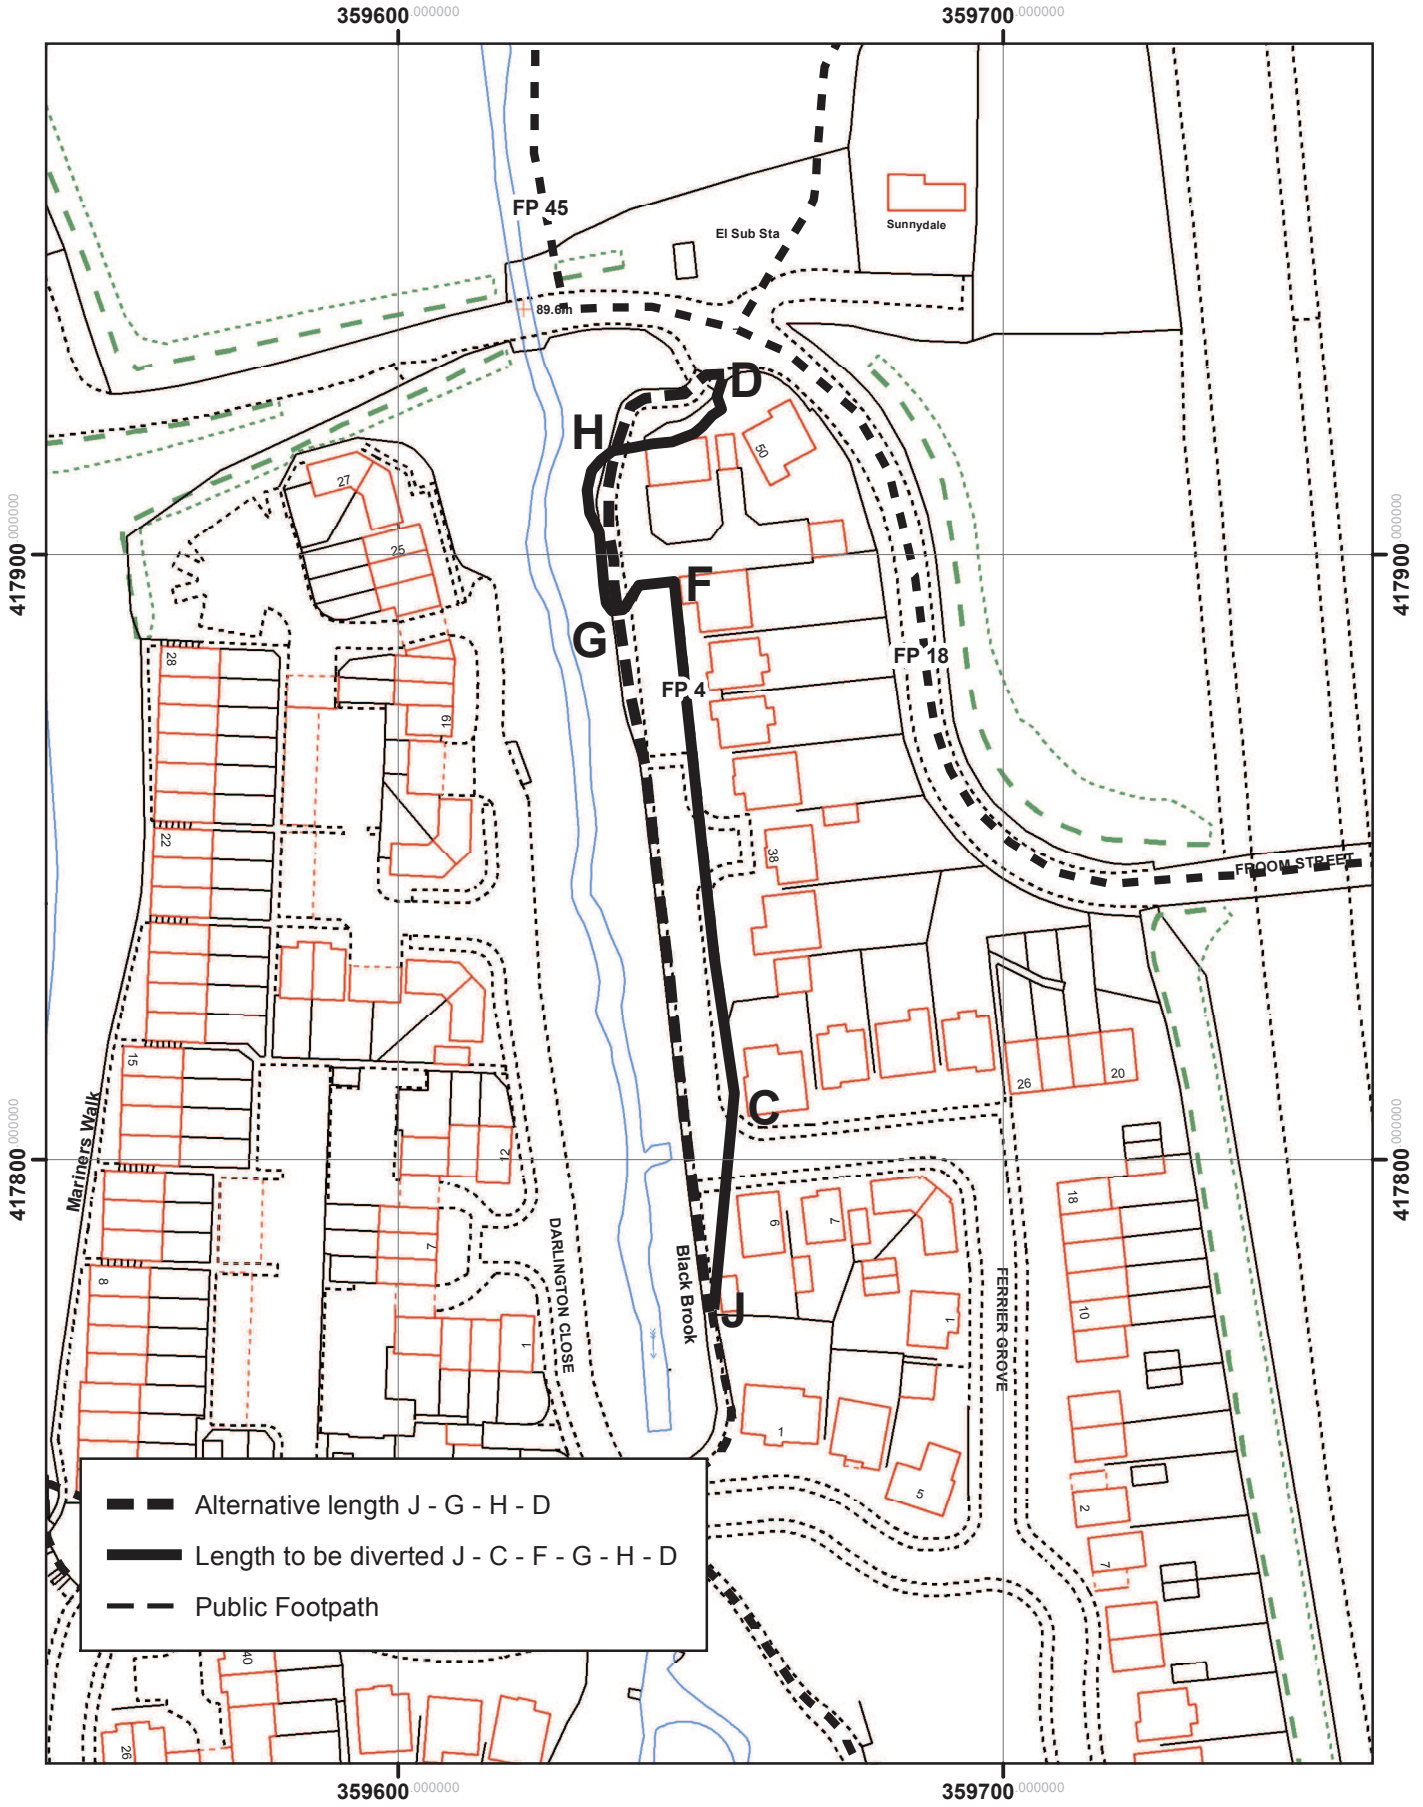 359600.000000
359700.000000
FP 45
El Sub Sta
Sunnydale
89.6m
D
H
50
27
417900.000000
417900.000000
25
F
G
28
FP 18
FP 4
19
22
38
FROOM STREET
15
26
20
C
Mariners Walk
417800.000000
417800.000000
12
18
6
7
7
DARLINGTON CLOSE
Black Brook
FERRIER GROVE
8
J
10
1
1
1
5
2
7
Alternative length J - G - H - D
Length to be diverted J - C - F - G - H - D
Public Footpath
40
26
359600.000000
359700.000000